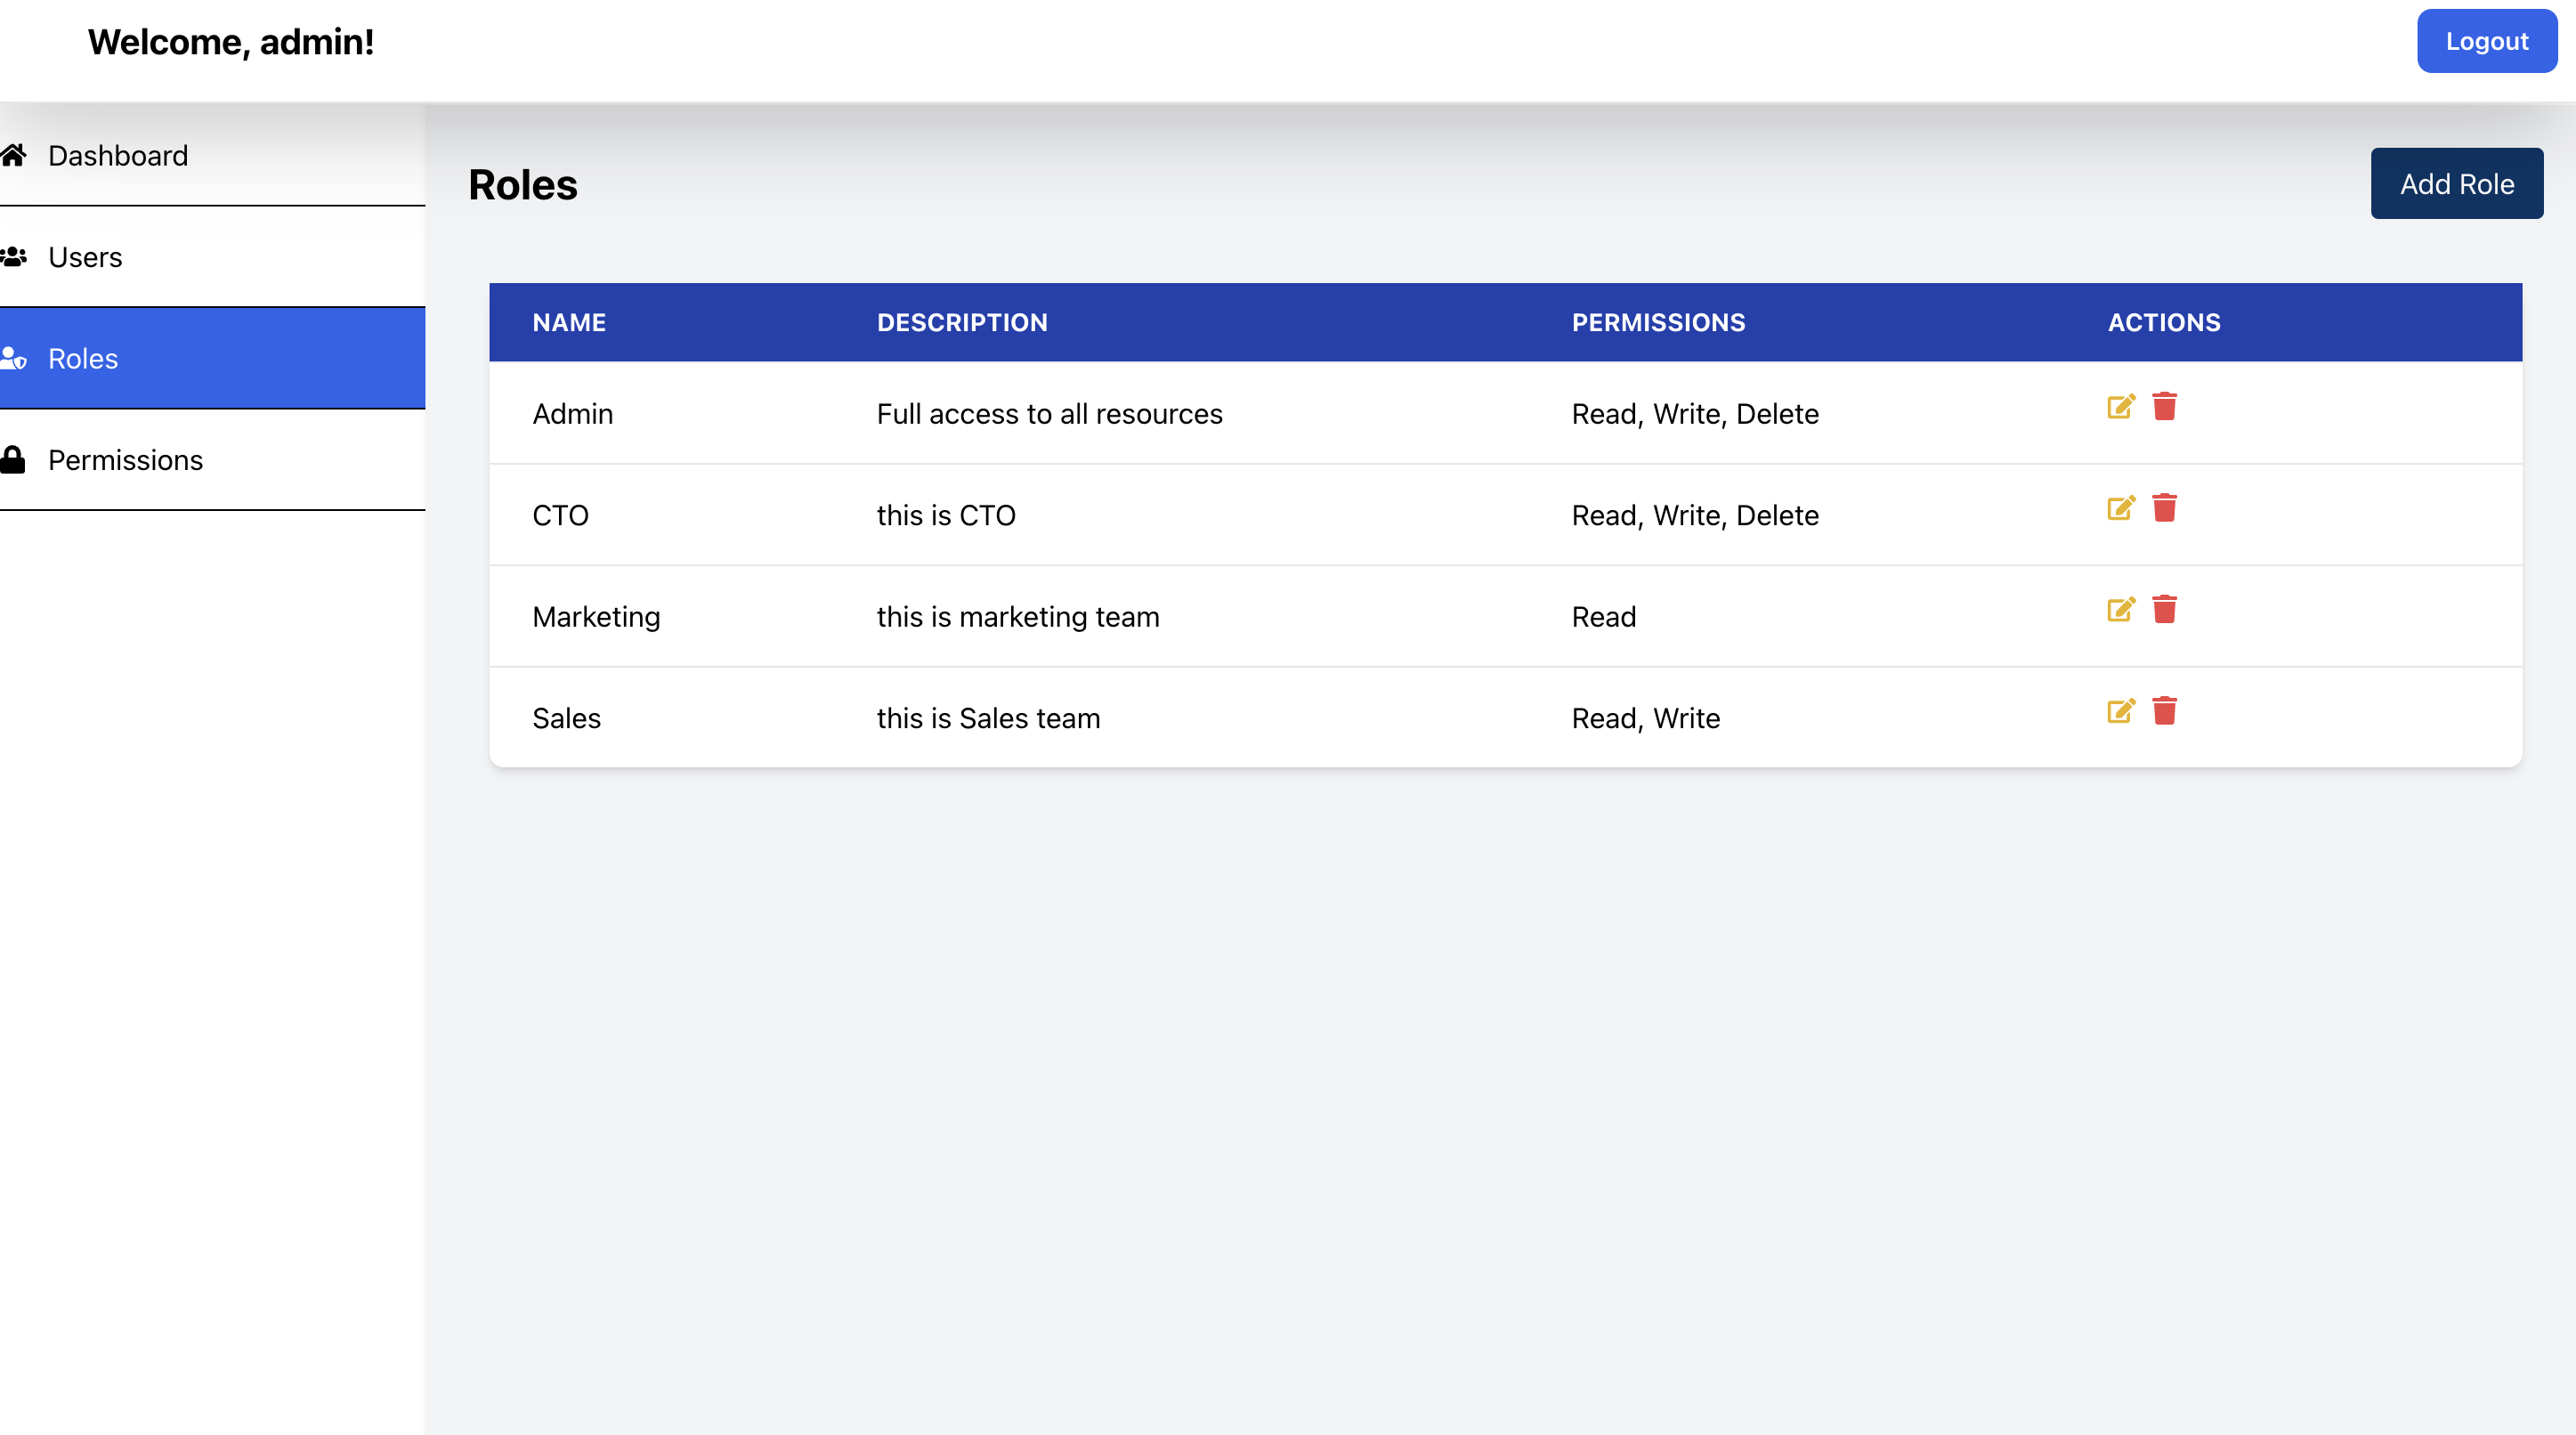 Welcome, admin!
Logout
Dashboard
Users
Roles
Permissions
Roles
Add Role
NAME DESCRIPTION PERMISSIONS ACTIONS
Admin Full access to all resources Read, Write, Delete
CTO this is CTO Read, Write, Delete
Marketing this is marketing team Read
Sales this is Sales team Read, Write